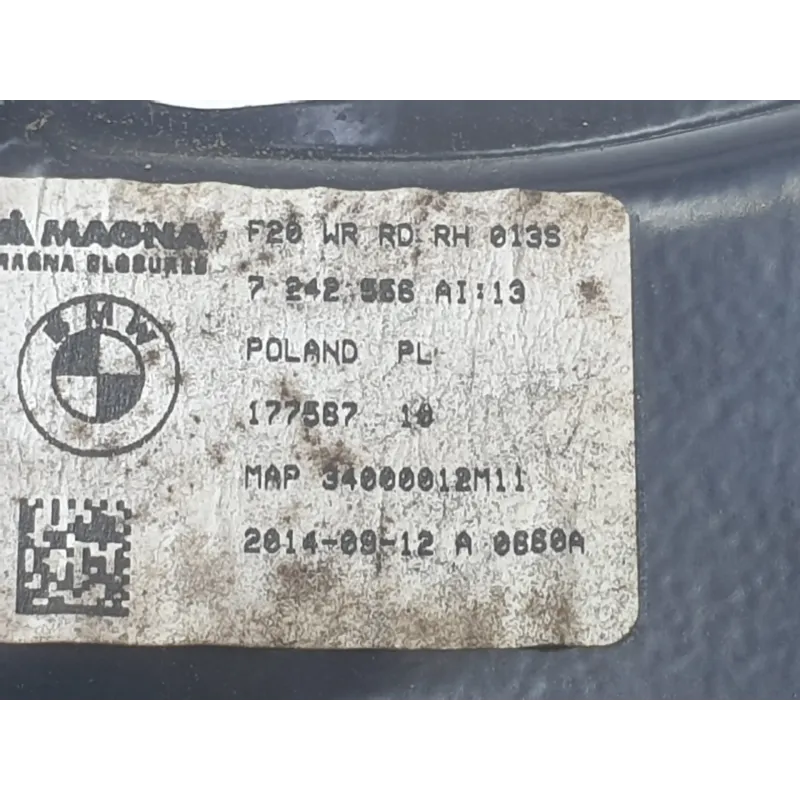 MAGNA
MAGNA CLOSURES
BMW
F20 WR RD RH 013S
7 242 556 AI:13
POLAND PL
177587 10
MAP 34000012M11
2014-09-12 A 0660A